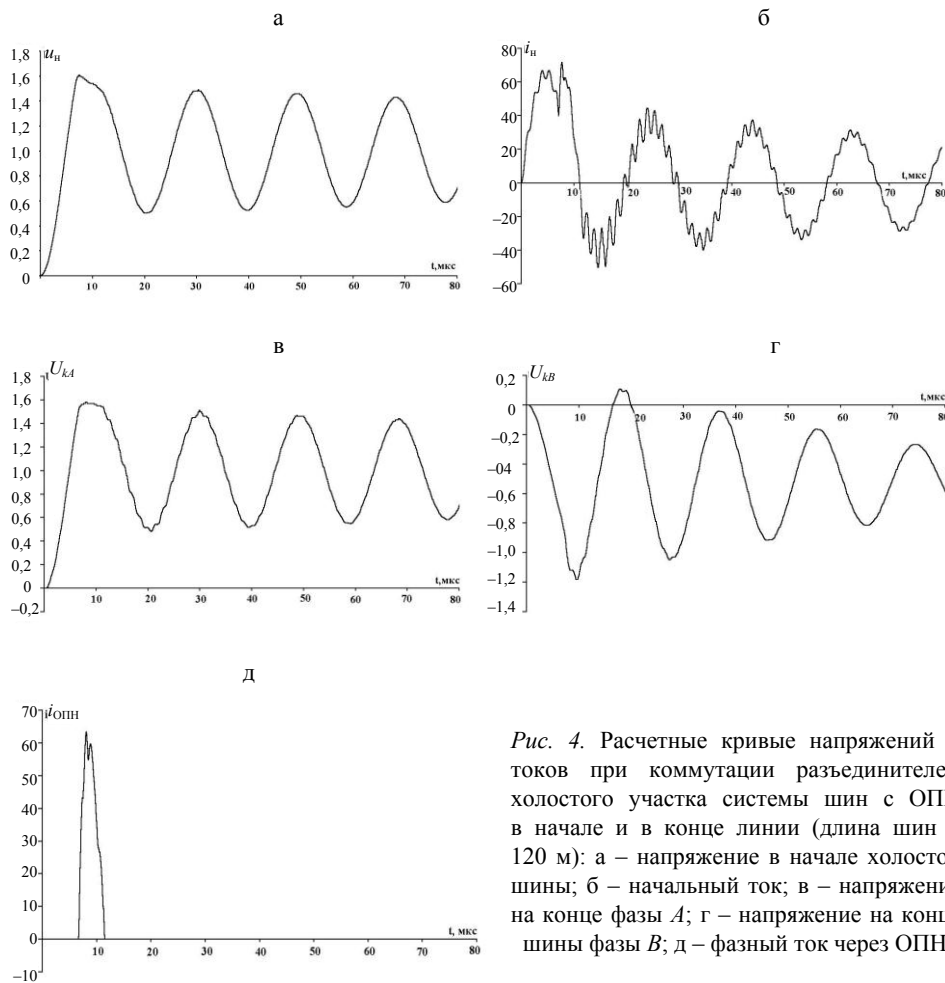 а
1,8
1,6
1,4
1,2
1,0
0,8
0,6
0,4
0,2
0
u н
t,мкс
10 20 30 40 50 60 70 80
б
80
60
40
20
0
–20
–40
–60
i н
t,мкс
10 20 30 40 50 60 70 80
в
1,8
1,6
1,4
1,2
1,0
0,8
0,6
0,4
0,2
0
–0,2
U kA
t,мкс
10 20 30 40 50 60 70 80
г
0,2
0
–0,2
–04
–0,6
–0,8
–1,0
–1,2
–1,4
U kB
t,мкс
10 20 30 40 50 60 70 80
д
70
60
50
40
30
20
10
0
–10
i ОПН
t, мкс
10 20 30 40 50 60 70 80
Рис. 4. Расчетные кривые напряжений
токов при коммутации разъединителе
холостого участка системы шин с ОП
в начале и в конце линии (длина шин
120 м): а – напряжение в начале холосто
шины; б – начальный ток; в – напряжени
на конце фазы А; г – напряжение на конц
шины фазы В; д – фазный ток через ОПН